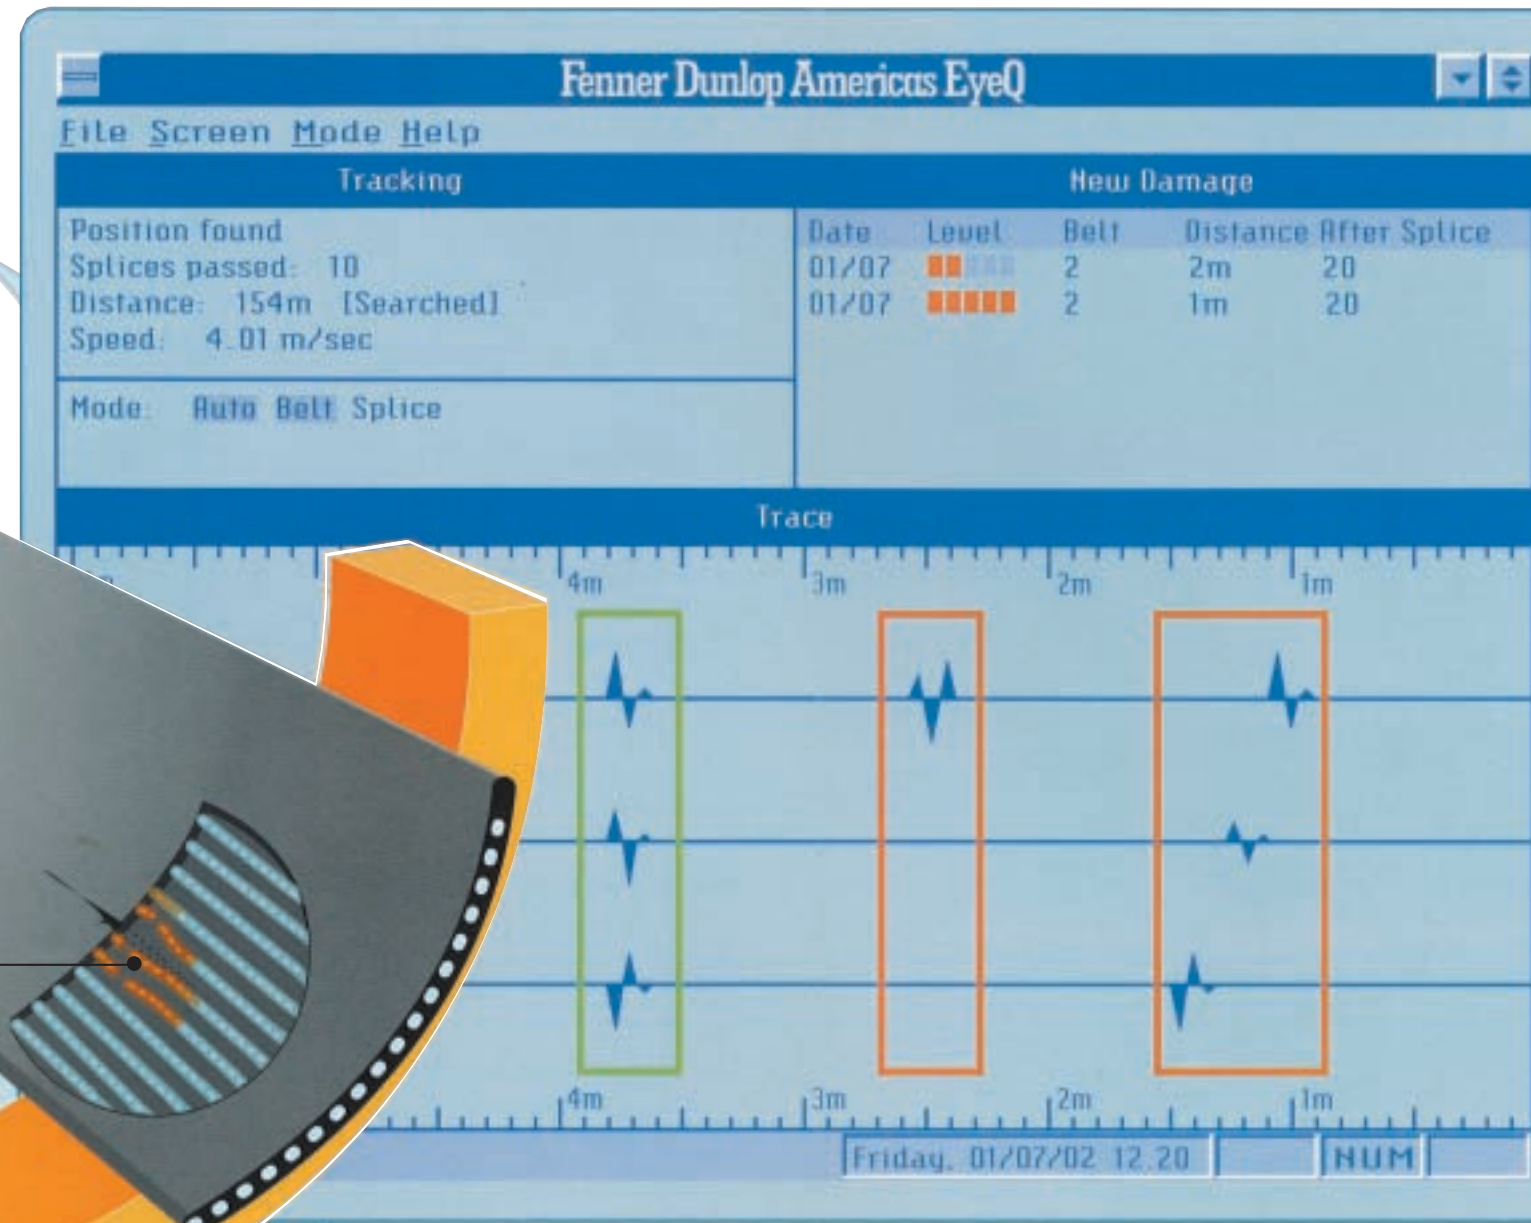 Fenner Dunlop Americas EyeQ
File Screen Mode Help
Tracking
Position found
Splices passed: 10
Distance: 154m [Searched]
Speed: 4.01 m/sec
Mode: Auto Belt Splice
New Damage
Date Level Belt Distance After Splice
01/07 2 2m 20
01/07 2 1m 20
Trace
4m 3m 2m 1m
4m 3m 2m 1m
Friday, 01/07/02 12.20 NUM